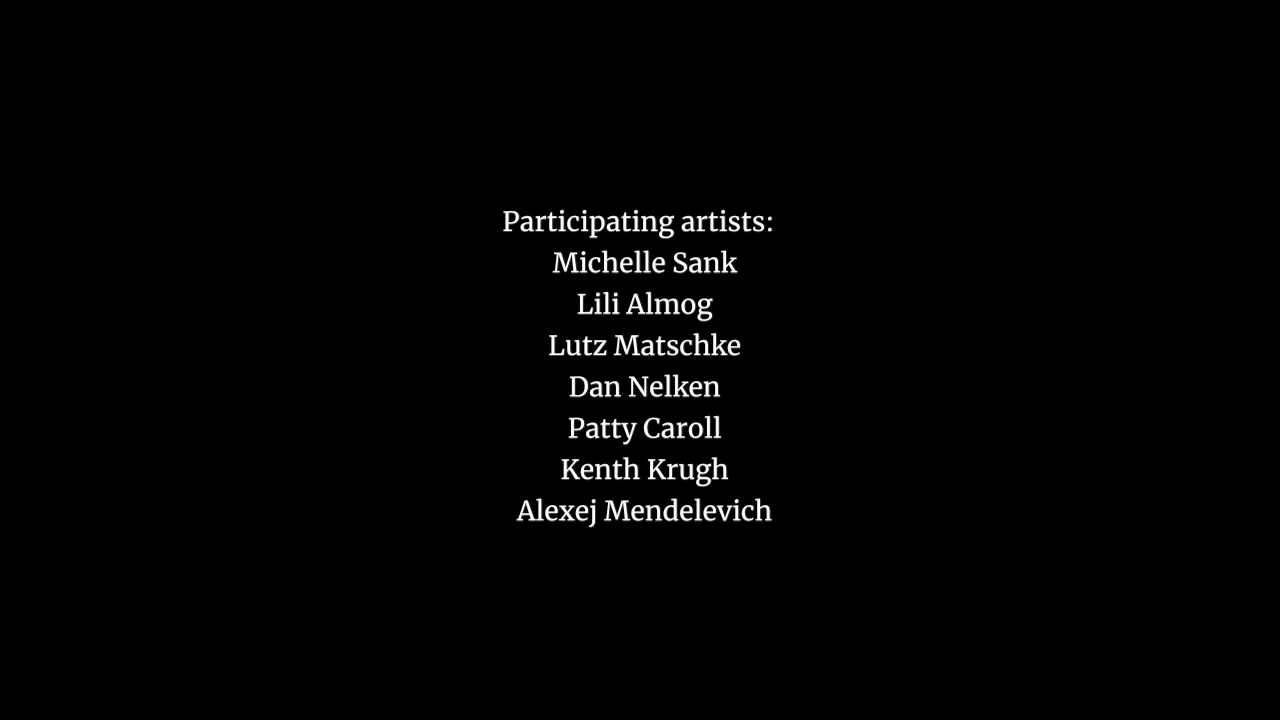 Participating artists:
Michelle Sank
Lili Almog
Lutz Matschke
Dan Nelken
Patty Caroll
Kenth Krugh
Alexej Mendelevich